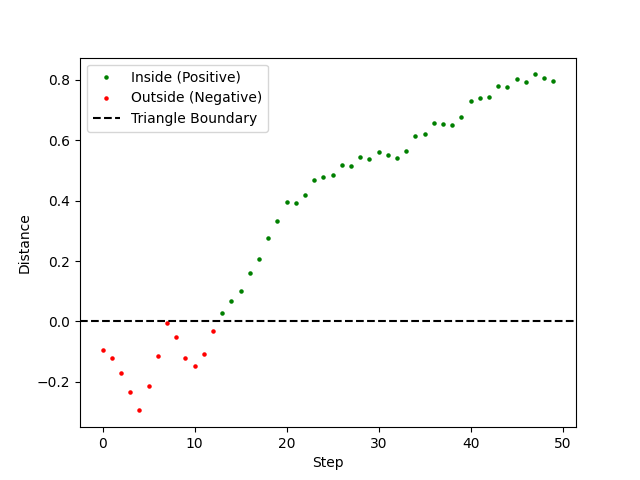 Inside (Positive)
Outside (Negative)
Triangle Boundary
0.8
0.6
0.4
0.2
0.0
−0.2
Distance
0 10 20 30 40 50
Step